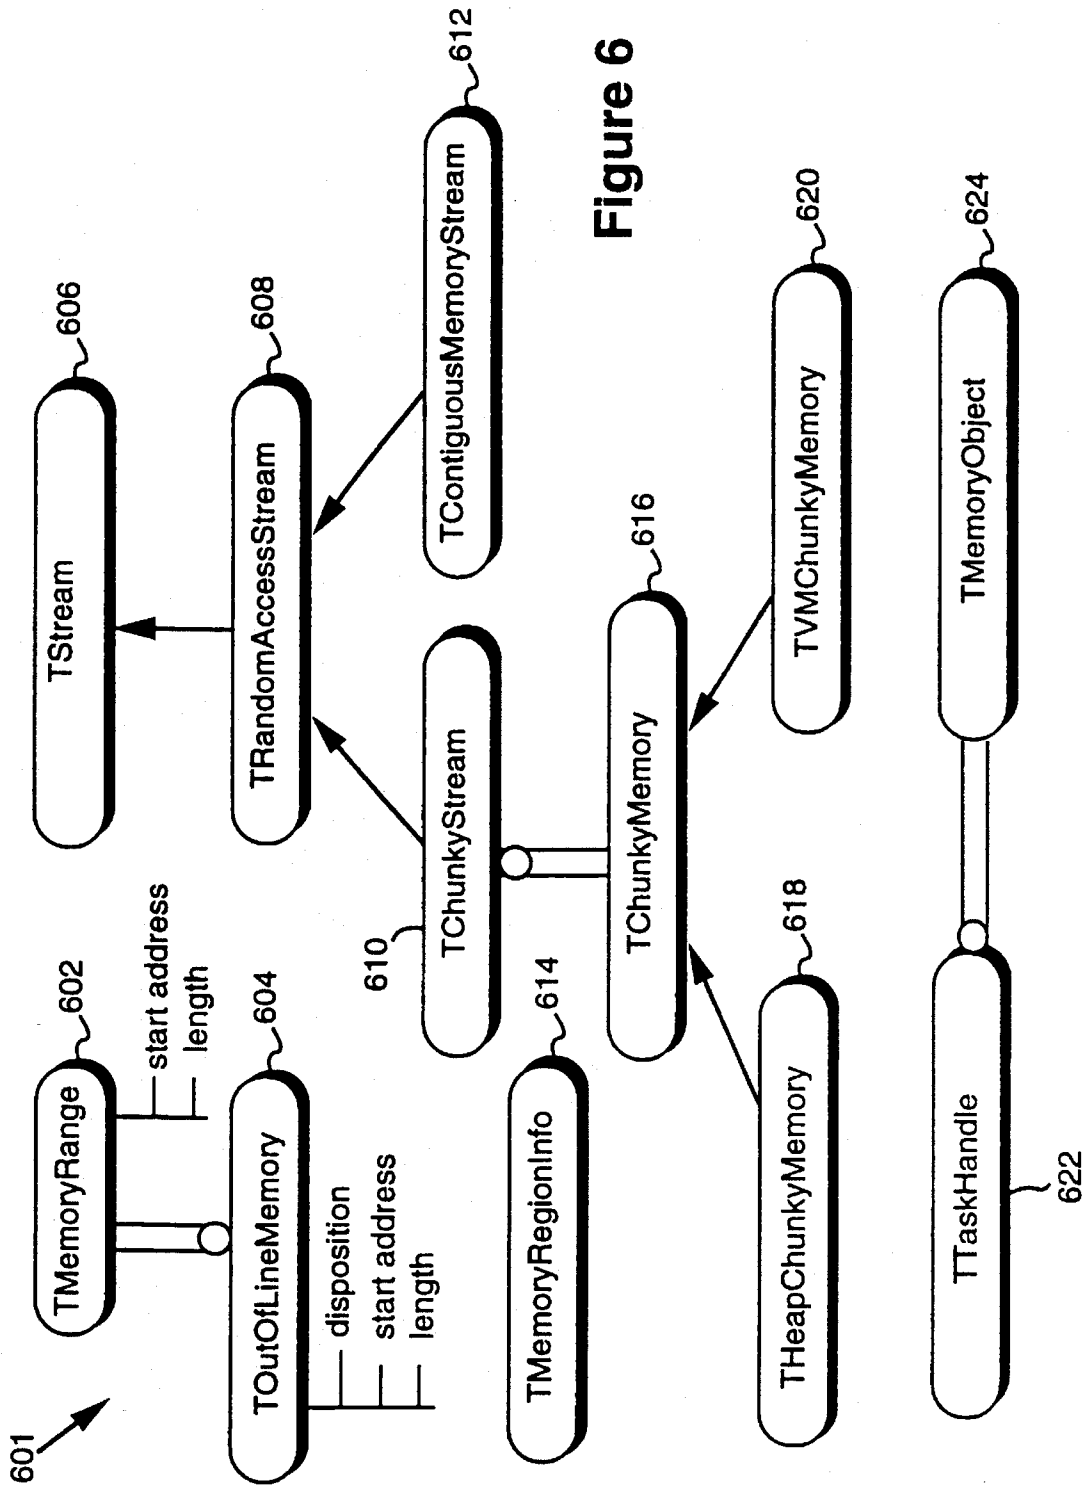 601
TMemoryRange
602
start address
length
TStream
606
TOutOfLineMemory
604
disposition
start address
length
TRandomAccessStream
608
610
TChunkyStream
TContiguousMemoryStream
612
TMemoryRegionInfo
614
TChunkyMemory
616
Figure 6
THeapChunkyMemory
618
TVMChunkyMemory
620
TTaskHandle
622
TMemoryObject
624